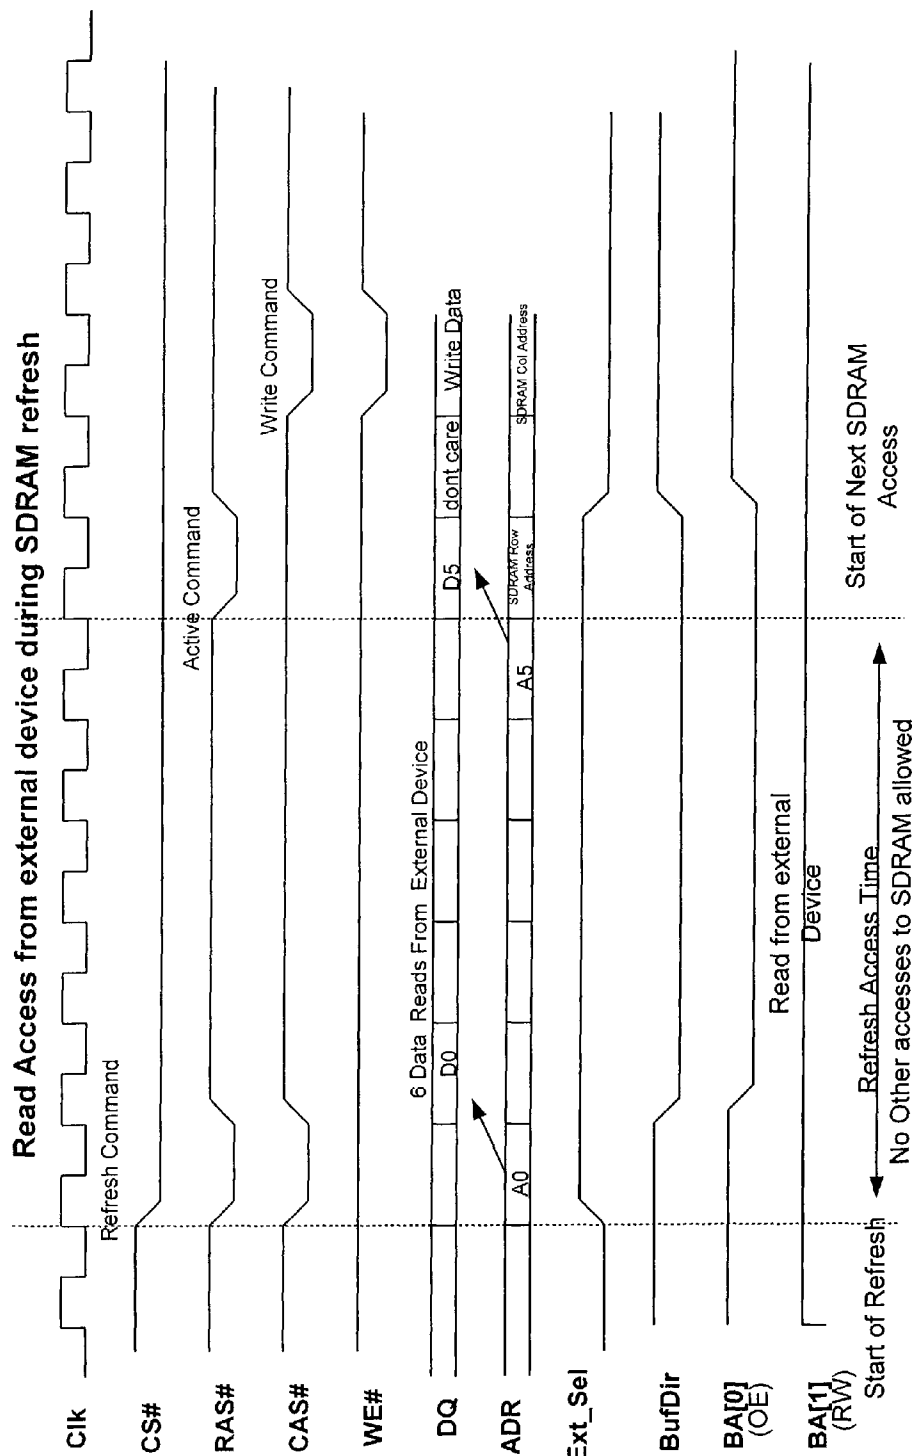 Read Access from external device during SDRAM refresh
Clk
Refresh Command
CS#
Active Command
RAS#
Write Command
CAS#
WE#
6 Data Reads From External Device
DQ
D0
D5
dont care
Write Data
ADR
A0
A5
SDRAM Row
Address
SDRAM Col Address
Ext_Sel
BufDir
BA[0]
(OE)
Read from external
Device
BA[1]
(RW)
Start of Refresh
Refresh Access Time
No Other accesses to SDRAM allowed
Start of Next SDRAM
Access